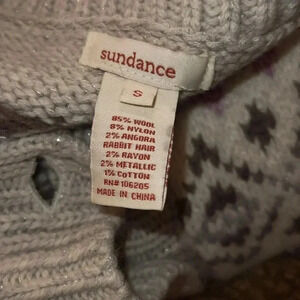 sundance
S
85% WOOL
8% NYLON
2% ANGORA
RABBIT HAIR
2% RAYON
2% METALLIC
1% COTTON
RN# 106205
MADE IN CHINA